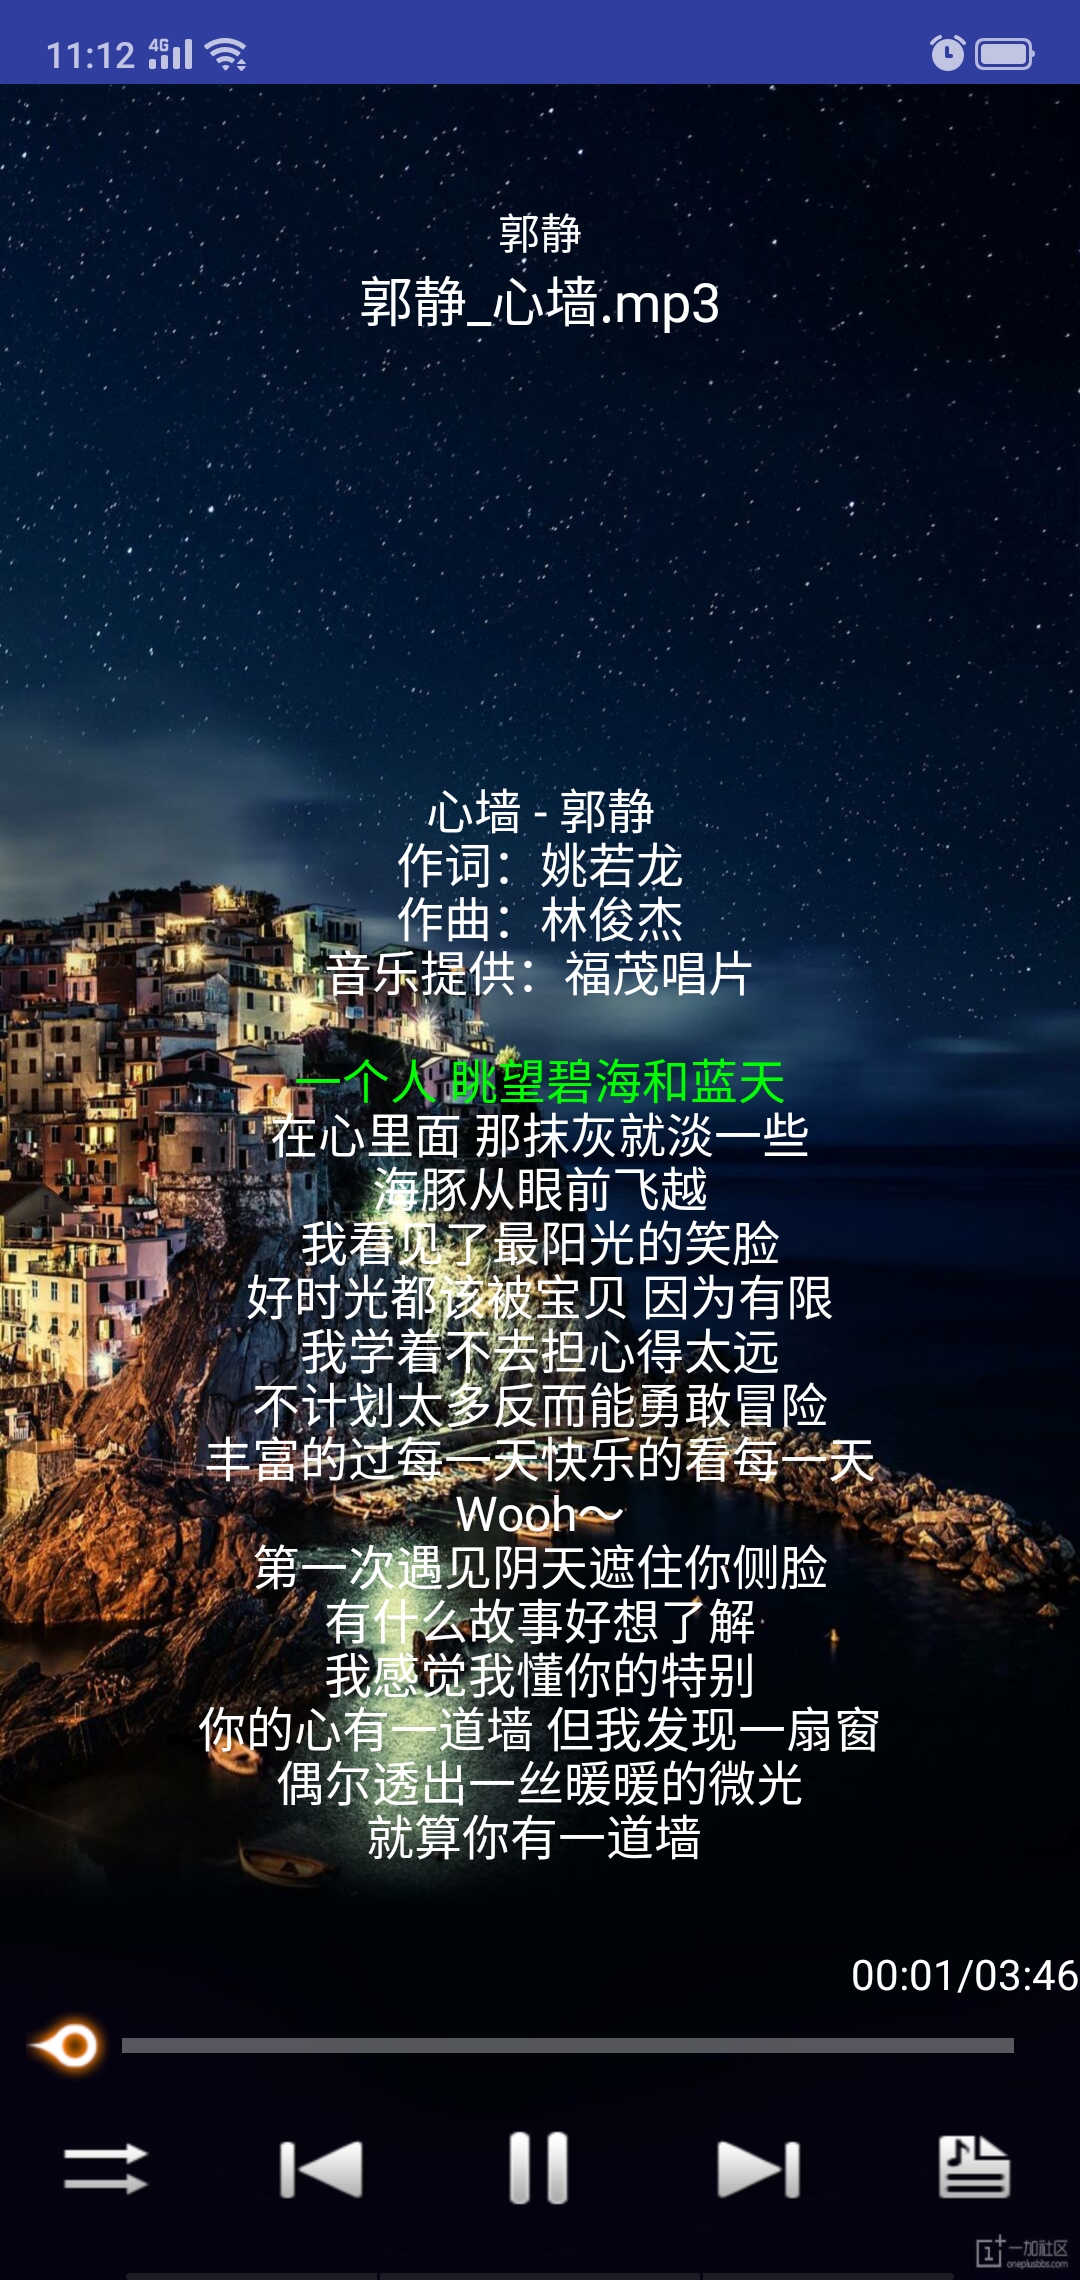 11:12 4G
郭静
郭静_心墙.mp3
心墙 - 郭静
作词：姚若龙
作曲：林俊杰
音乐提供：福茂唱片
一个人 眺望碧海和蓝天
在心里面 那抹灰就淡一些
海豚从眼前飞越
我看见了最阳光的笑脸
好时光都该被宝贝 因为有限
我学着不去担心得太远
不计划太多反而能勇敢冒险
丰富的过每一天快乐的看每一天
Wooh～
第一次遇见阴天遮住你侧脸
有什么故事好想了解
我感觉我懂你的特别
你的心有一道墙 但我发现一扇窗
偶尔透出一丝暖暖的微光
就算你有一道墙
00:01/03:46
1+ 一加社区
oneplusbbs.com